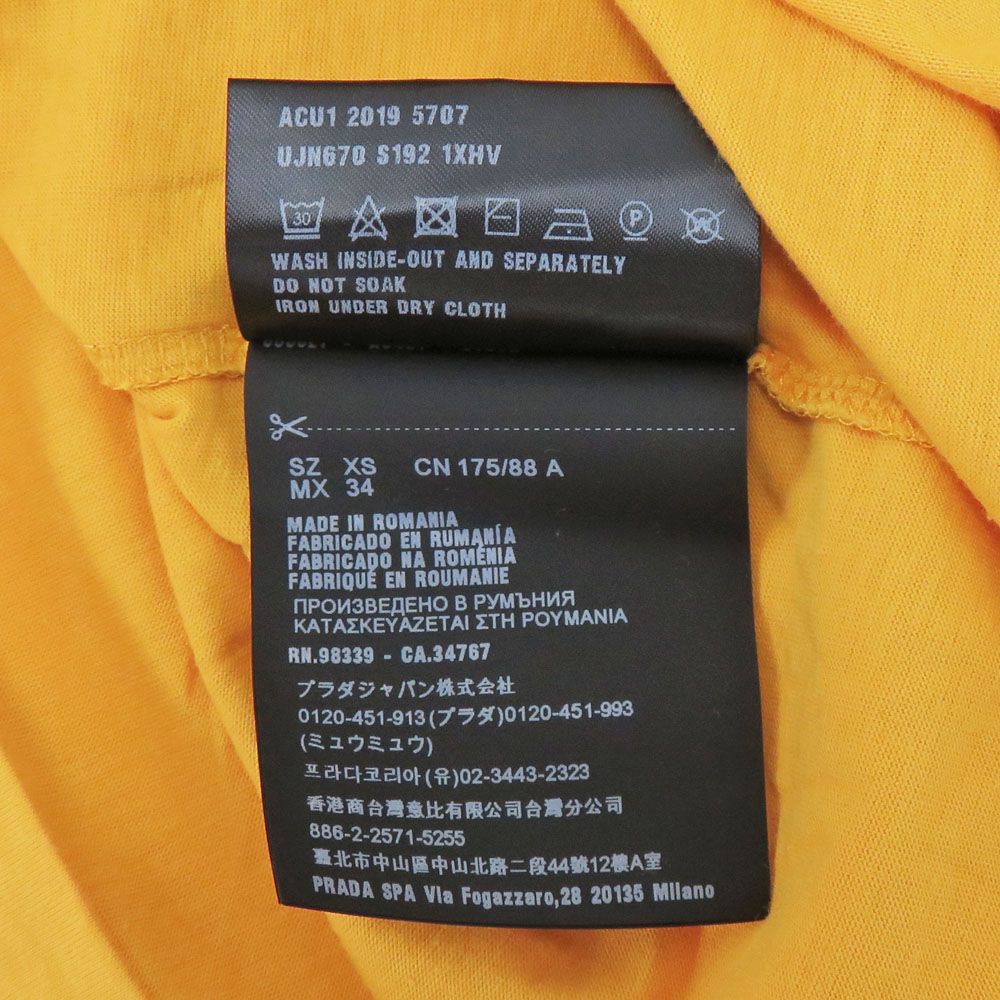 ACU1 2019 5707
UJN670 S192 1XHV
30 P W
WASH INSIDE-OUT AND SEPARATELY
DO NOT SOAK
IRON UNDER DRY CLOTH
SZ XS CN 175/88 A
MX 34
MADE IN ROMANIA
FABRICADO EN RUMANÍA
FABRICADO NA ROMÊNIA
FABRIQUÉ EN ROUMANIE
ПРОИЗВЕДЕНО В РУМЪНИЯ
ΚΑΤΑΣΚΕΥΑΖΕΤΑΙ ΣΤΗ ΡΟΥΜΑΝΙΑ
RN.98339 - CA.34767
プラダジャパン株式会社
0120-451-913(プラダ)0120-451-993
(ミュウミュウ)
프라다코리아(유)02-3443-2323
香港商台灣意比有限公司台灣分公司
886-2-2571-5255
臺北市中山區中山北路二段44號12樓A室
PRADA SPA Via Fogazzaro,28 20135 Milano